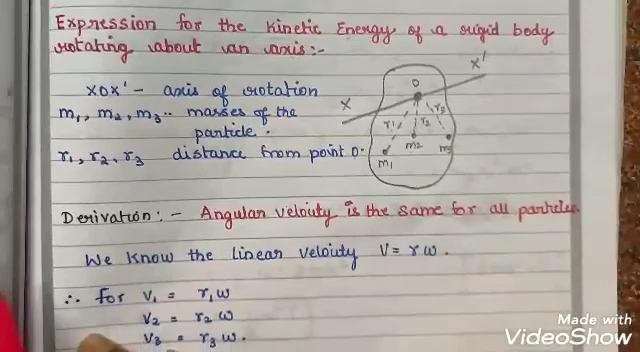 Expression for the kinetic Energy of a rigid body
rotating about an axis:-
XOX' - axis of rotation
m₁, m₂, m₃.. masses of the
particle.
r₁, r₂, r₃ distance from point O.
X'
O
X
r₁
r₂
r₃
m₁
m₂
m
Derivation: - Angular velouity is the same for all particles
We know the linear velouity V = rω.
∴ for V₁ = r₁ω
V₂ = r₂ω
V₃ = r₃ω.
Made with
VideoShow